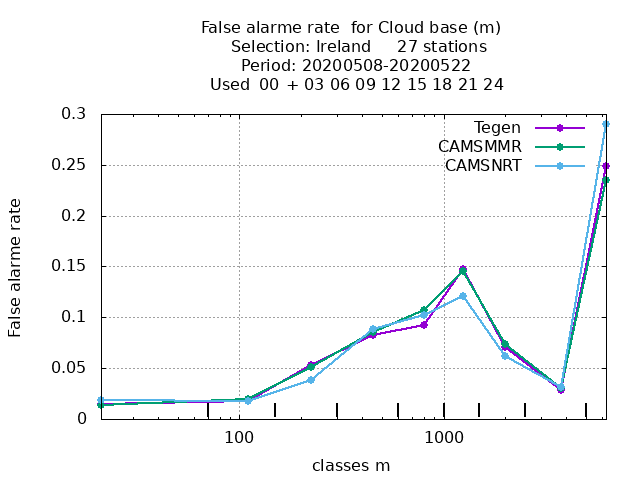 False alarme rate  for Cloud base (m)
Selection: Ireland     27 stations
Period: 20200508-20200522
Used  00 + 03 06 09 12 15 18 21 24
0.3
0.25
0.2
0.15
0.1
0.05
0
False alarme rate
Tegen
CAMSMMR
CAMSNRT
100
1000
classes m